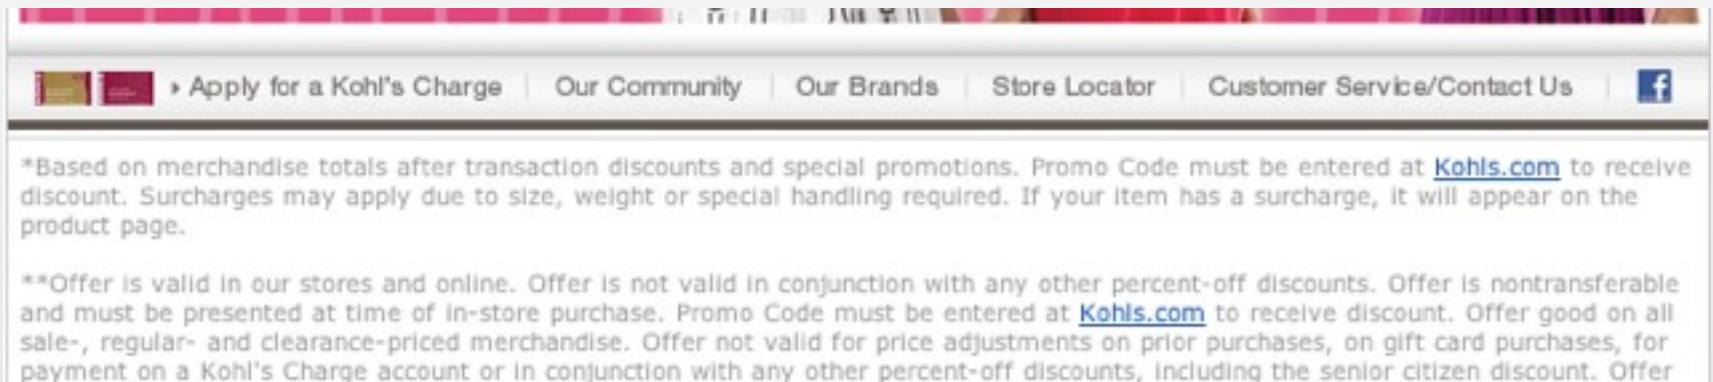 Apply for a Kohl's Charge Our Community Our Brands Store Locator Customer Service/Contact Us f
*Based on merchandise totals after transaction discounts and special promotions. Promo Code must be entered at Kohls.com to receive
discount. Surcharges may apply due to size, weight or special handling required. If your item has a surcharge, it will appear on the
product page.
**Offer is valid in our stores and online. Offer is not valid in conjunction with any other percent-off discounts. Offer is nontransferable
and must be presented at time of in-store purchase. Promo Code must be entered at Kohls.com to receive discount. Offer good on all
sale-, regular- and clearance-priced merchandise. Offer not valid for price adjustments on prior purchases, on gift card purchases, for
payment on a Kohl's Charge account or in conjunction with any other percent-off discounts, including the senior citizen discount. Offer